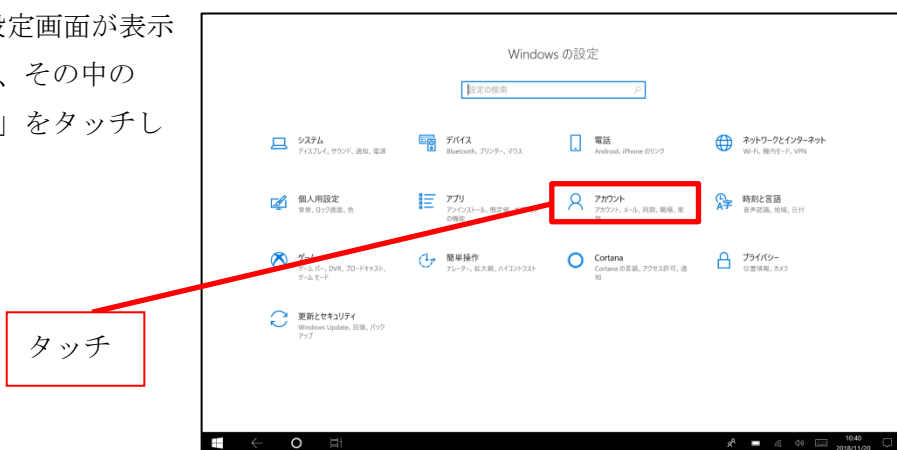 設定画面が表示
、その中の
」をタッチし
タッチ
Windows の設定
設定の検索
システム
ディスプレイ、サウンド、通知、電源
デバイス
Bluetooth、プリンター、マウス
電話
Android、iPhone のリンク
ネットワークとインターネット
Wi-Fi、機内モード、VPN
個人用設定
背景、ロック画面、色
アプリ
アンインストール、既定値、
の機能
アカウント
アカウント、メール、同期、職場、家
時刻と言語
音声認識、地域、日付
ゲーム
ゲーム バー、DVR、ブロードキャスト、
ゲーム モード
簡単操作
ナレーター、拡大鏡、ハイコントラスト
Cortana
Cortana の言語、アクセス許可、通
知
プライバシー
位置情報、カメラ
更新とセキュリティ
Windows Update、回復、バック
アップ
10:40
2018/11/20